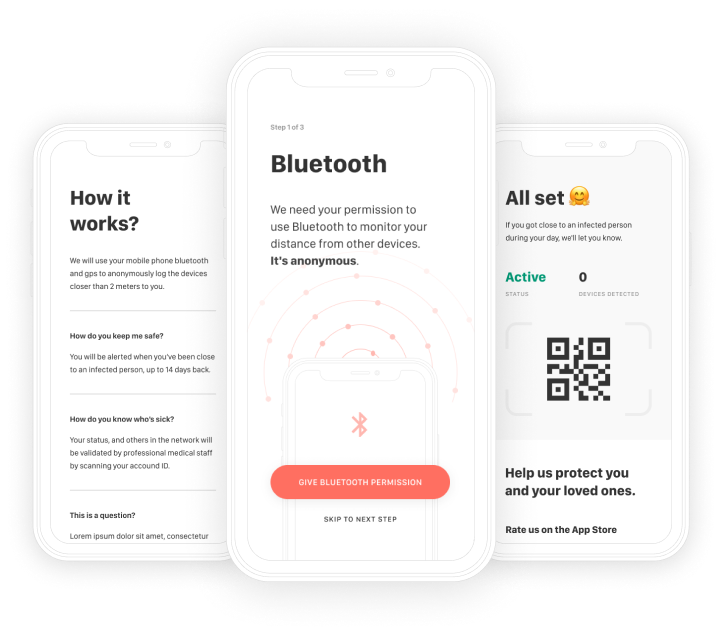 How it
works?
We will use your mobile phone bluetooth
and gps to anonymously log the devices
closer than 2 meters to you.
How do you keep me safe?
You will be alerted when you've been close
to an infected person, up to 14 days back.
How do you know who's sick?
Your status, and others in the network will
be validated by professional medical staff
by scanning your accound ID.
This is a question?
Lorem ipsum dolor sit amet, consectetur
Step 1 of 3
Bluetooth
We need your permission to
use Bluetooth to monitor your
distance from other devices.
It's anonymous.
GIVE BLUETOOTH PERMISSION
SKIP TO NEXT STEP
All set 🤗
If you got close to an infected person
during your day, we'll let you know.
Active 0
STATUS DEVICES DETECTED
Help us protect you
and your loved ones.
Rate us on the App Store